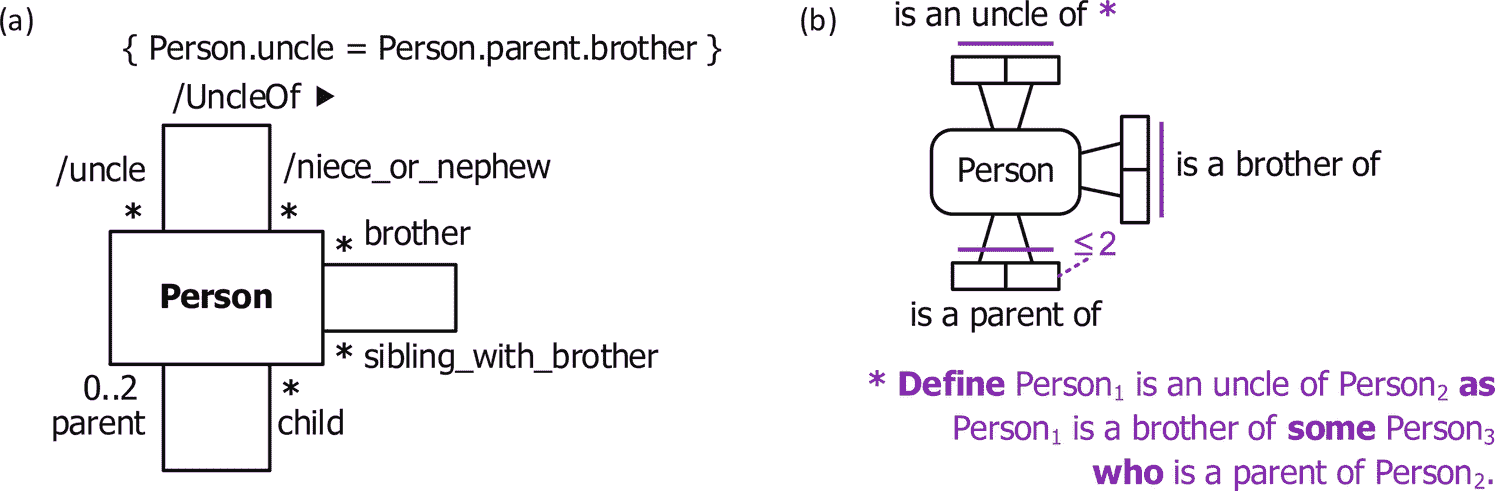 (a)
{ Person.uncle = Person.parent.brother }
/UncleOf ▶
/uncle
/niece_or_nephew
*
*
* brother
Person
* sibling_with_brother
0..2
*
parent
child
(b)
is an uncle of *
Person
is a brother of
≤ 2
is a parent of
* Define Person₁ is an uncle of Person₂ as
Person₁ is a brother of some Person₃
who is a parent of Person₂.